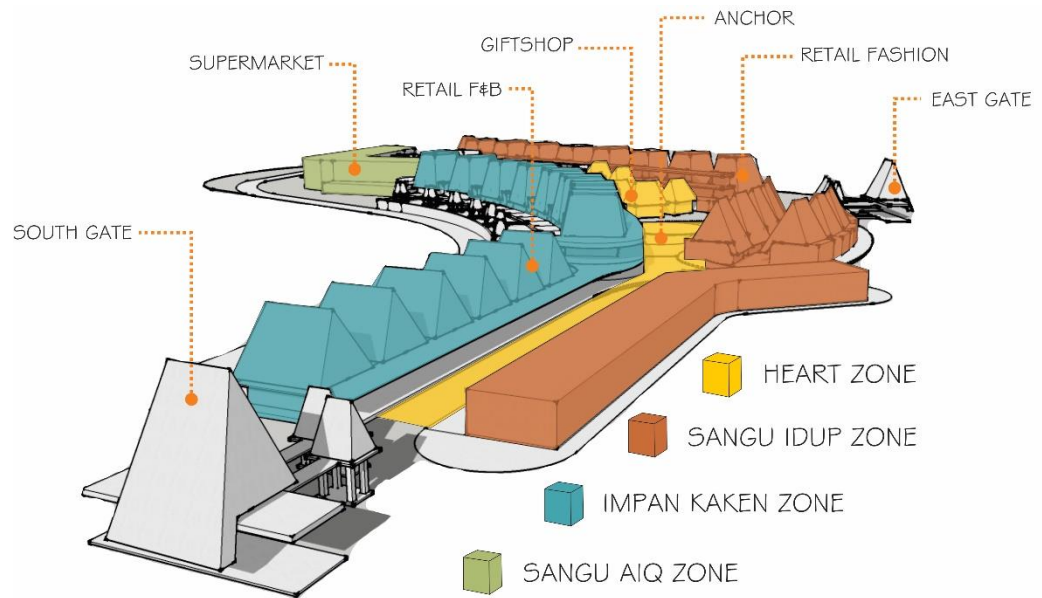 ANCHOR
GIFTSHOP
SUPERMARKET
RETAIL FASHION
RETAIL F&B
EAST GATE
SOUTH GATE
HEART ZONE
SANGU IDUP ZONE
IMPAN KAKEN ZONE
SANGU AIQ ZONE